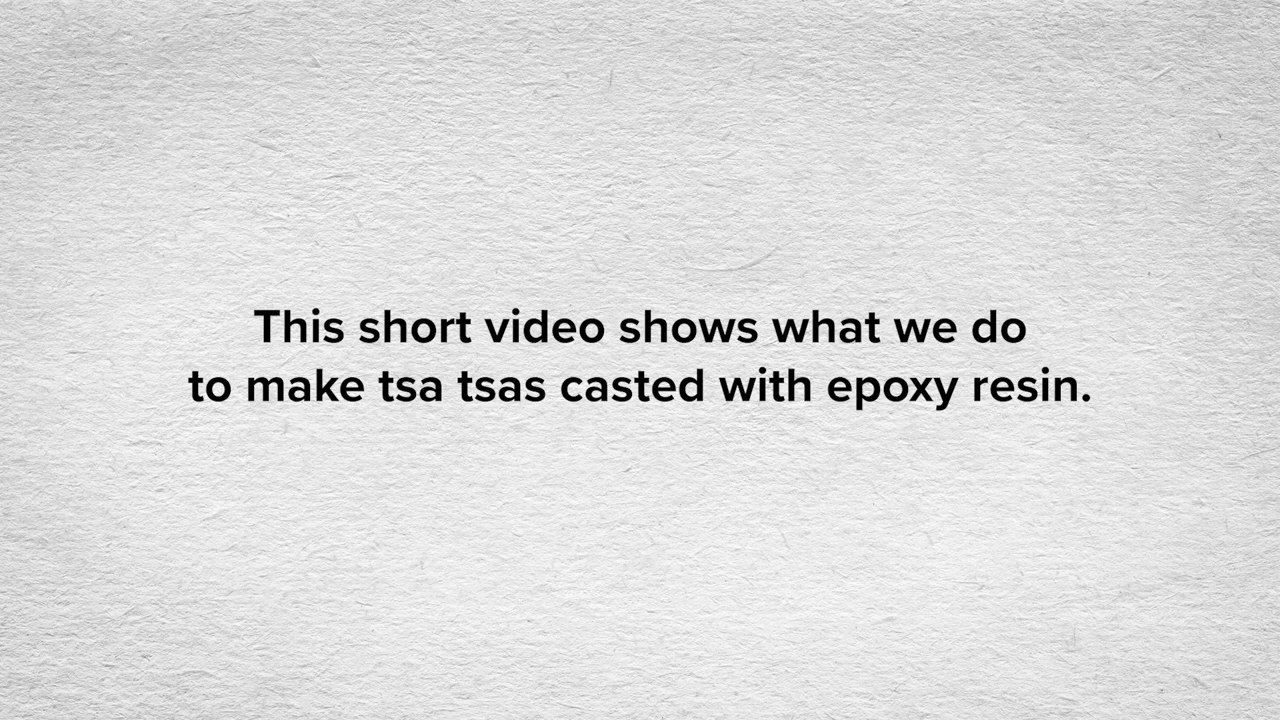 This short video shows what we do
to make tsa tsas casted with epoxy resin.